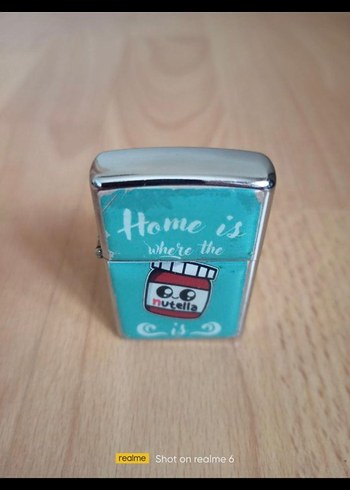 Home is
where the
nutella
is
realme Shot on realme 6